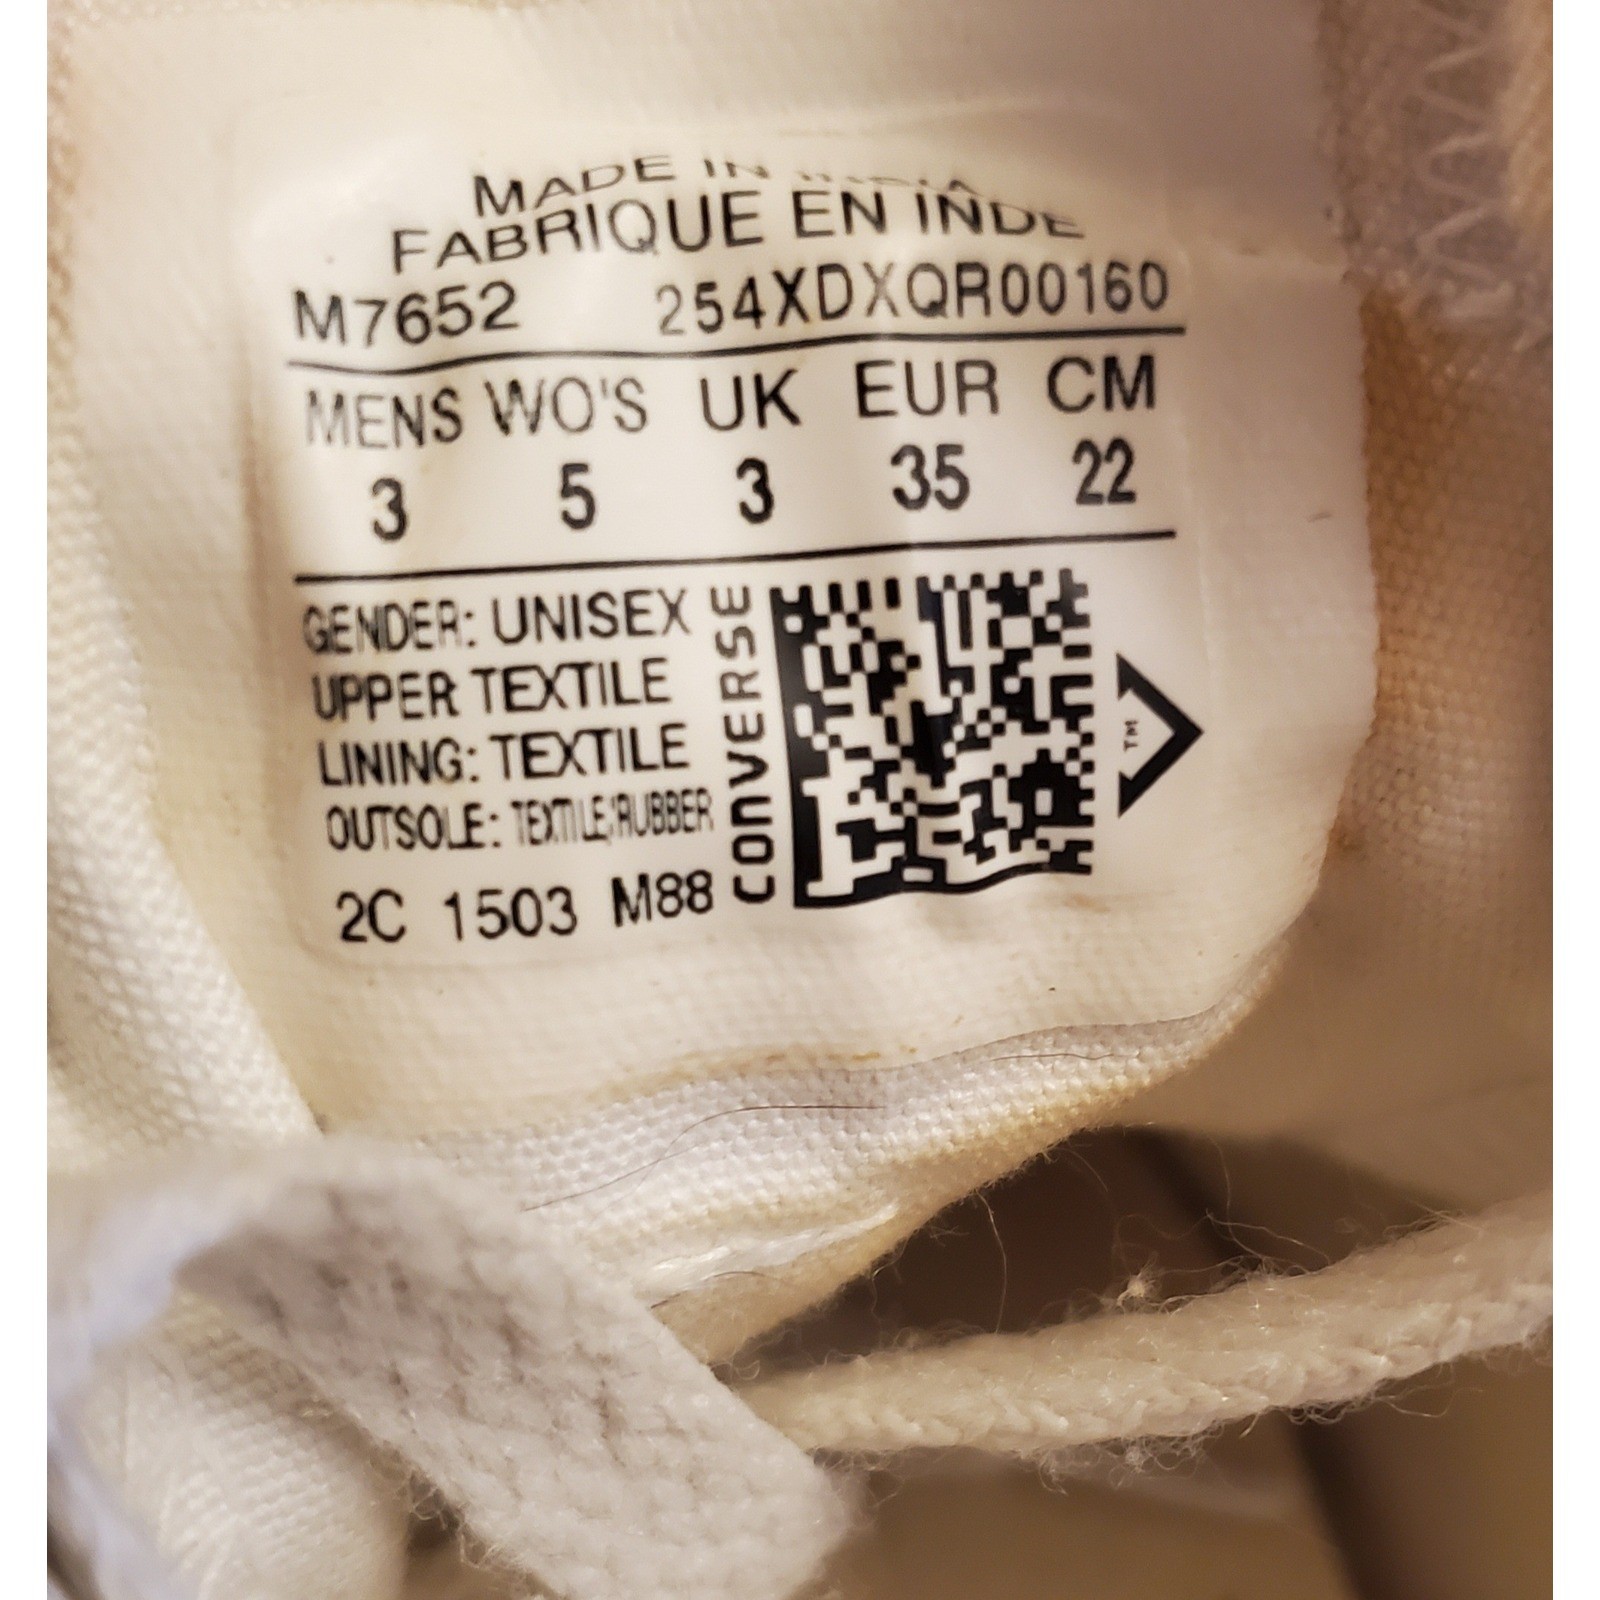 MADE IN INDIA
FABRIQUE EN INDE
M7652 254XDXQR00160
MENS WO'S UK EUR CM
3 5 3 35 22
GENDER: UNISEX
UPPER TEXTILE
LINING: TEXTILE
OUTSOLE: TEXTILE/RUBBER
2C 1503 M88
CONVERSE
TM